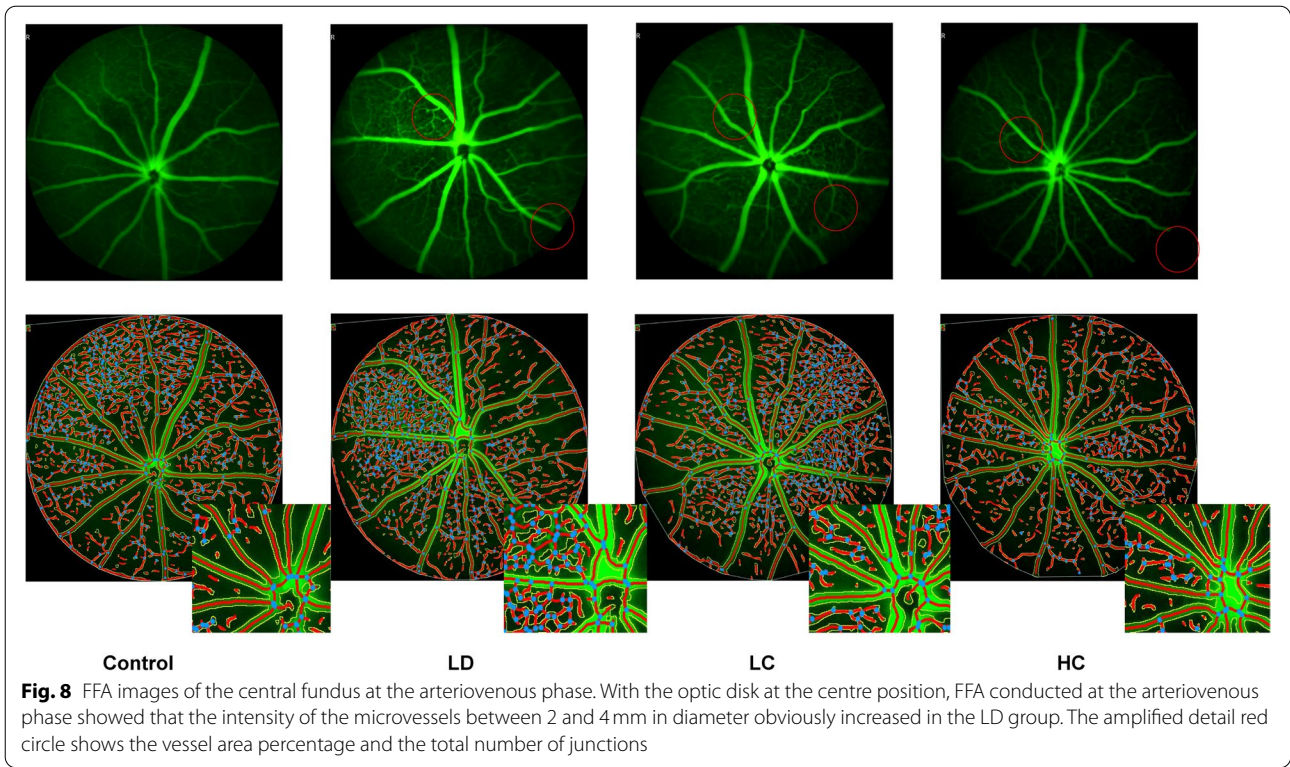 R
R
R
Control
LD
LC
HC
Fig. 8 FFA images of the central fundus at the arteriovenous phase. With the optic disk at the centre position, FFA conducted at the arteriovenous
phase showed that the intensity of the microvessels between 2 and 4 mm in diameter obviously increased in the LD group. The amplified detail red
circle shows the vessel area percentage and the total number of junctions